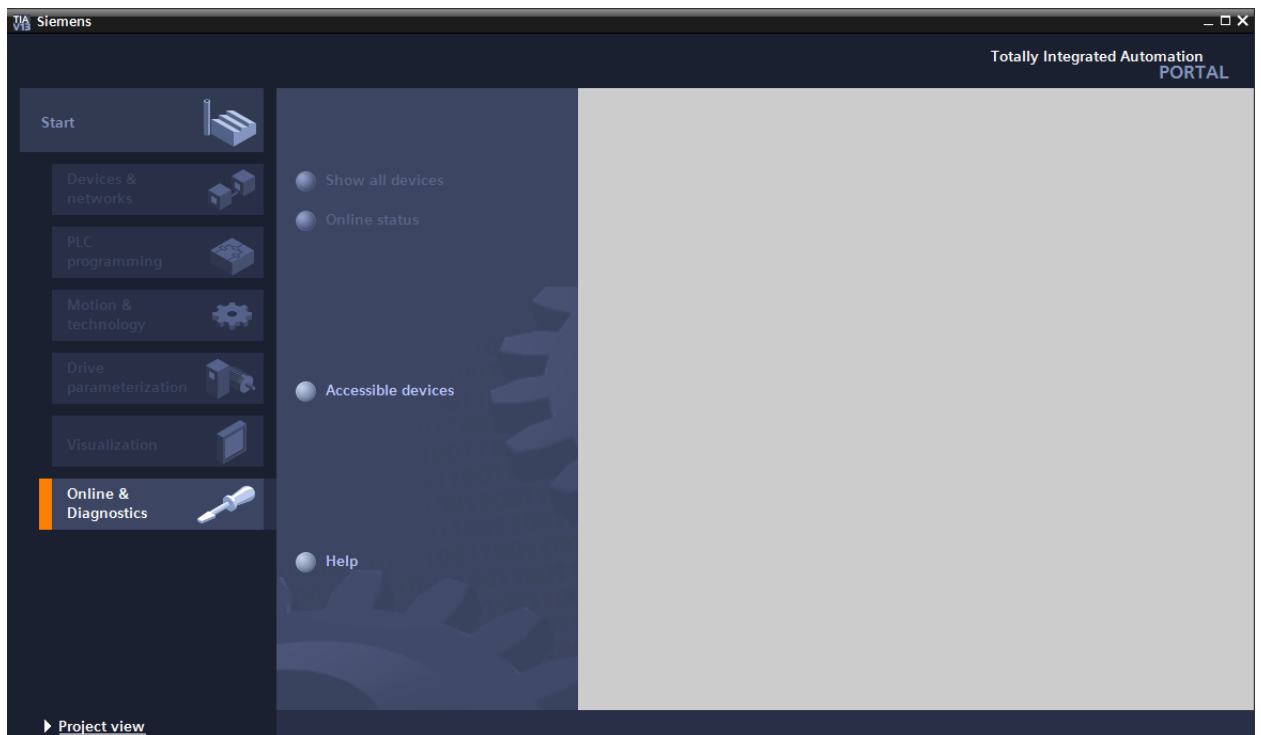 TIA V13 Siemens
Totally Integrated Automation
PORTAL
Start
Devices &
networks
PLC
programming
Motion &
technology
Drive
parameterization
Visualization
Online &
Diagnostics
Show all devices
Online status
Accessible devices
Help
Project view